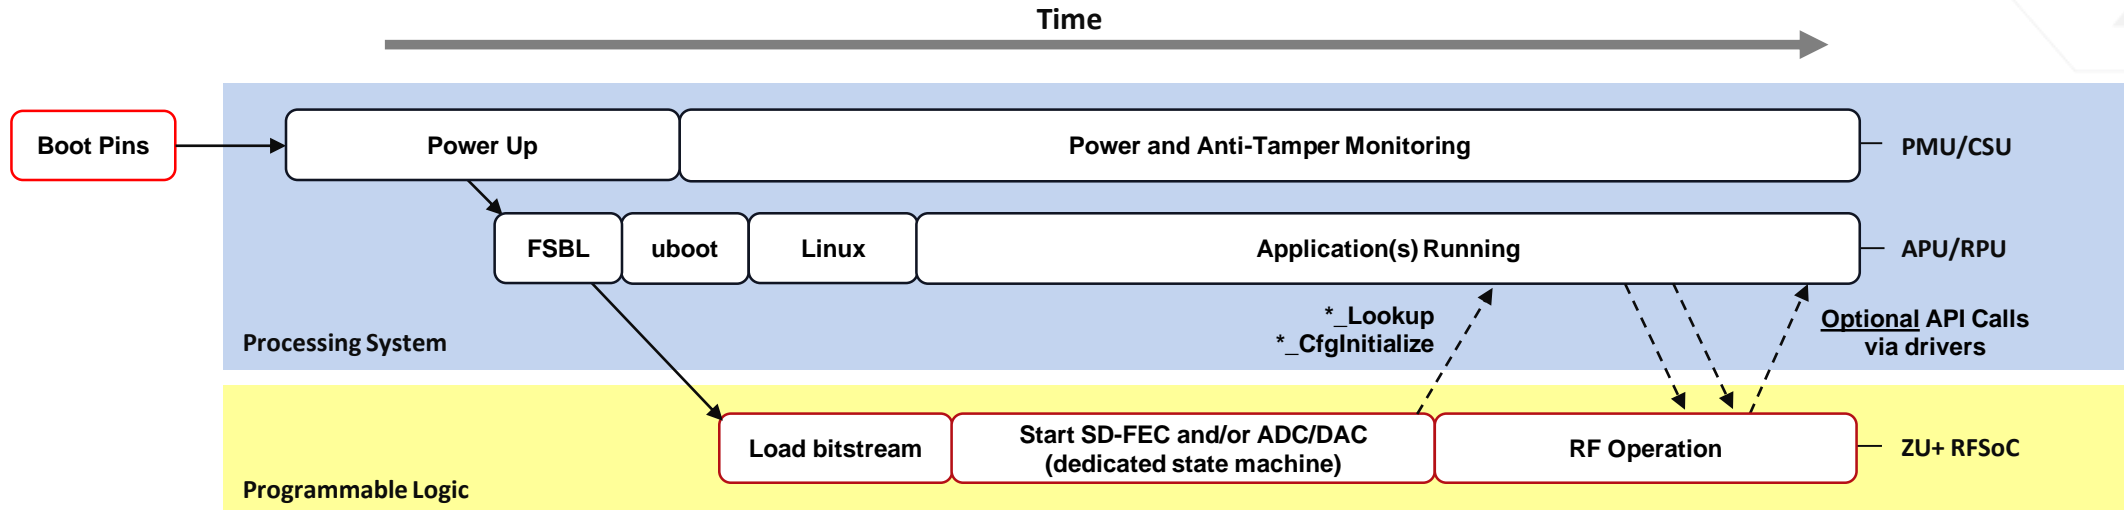 Time
Boot Pins
Power Up
Power and Anti-Tamper Monitoring
PMU/CSU
FSBL
uboot
Linux
Application(s) Running
APU/RPU
*_Lookup
*_CfgInitialize
Optional API Calls
via drivers
Processing System
Load bitstream
Start SD-FEC and/or ADC/DAC
(dedicated state machine)
RF Operation
ZU+ RFSoC
Programmable Logic